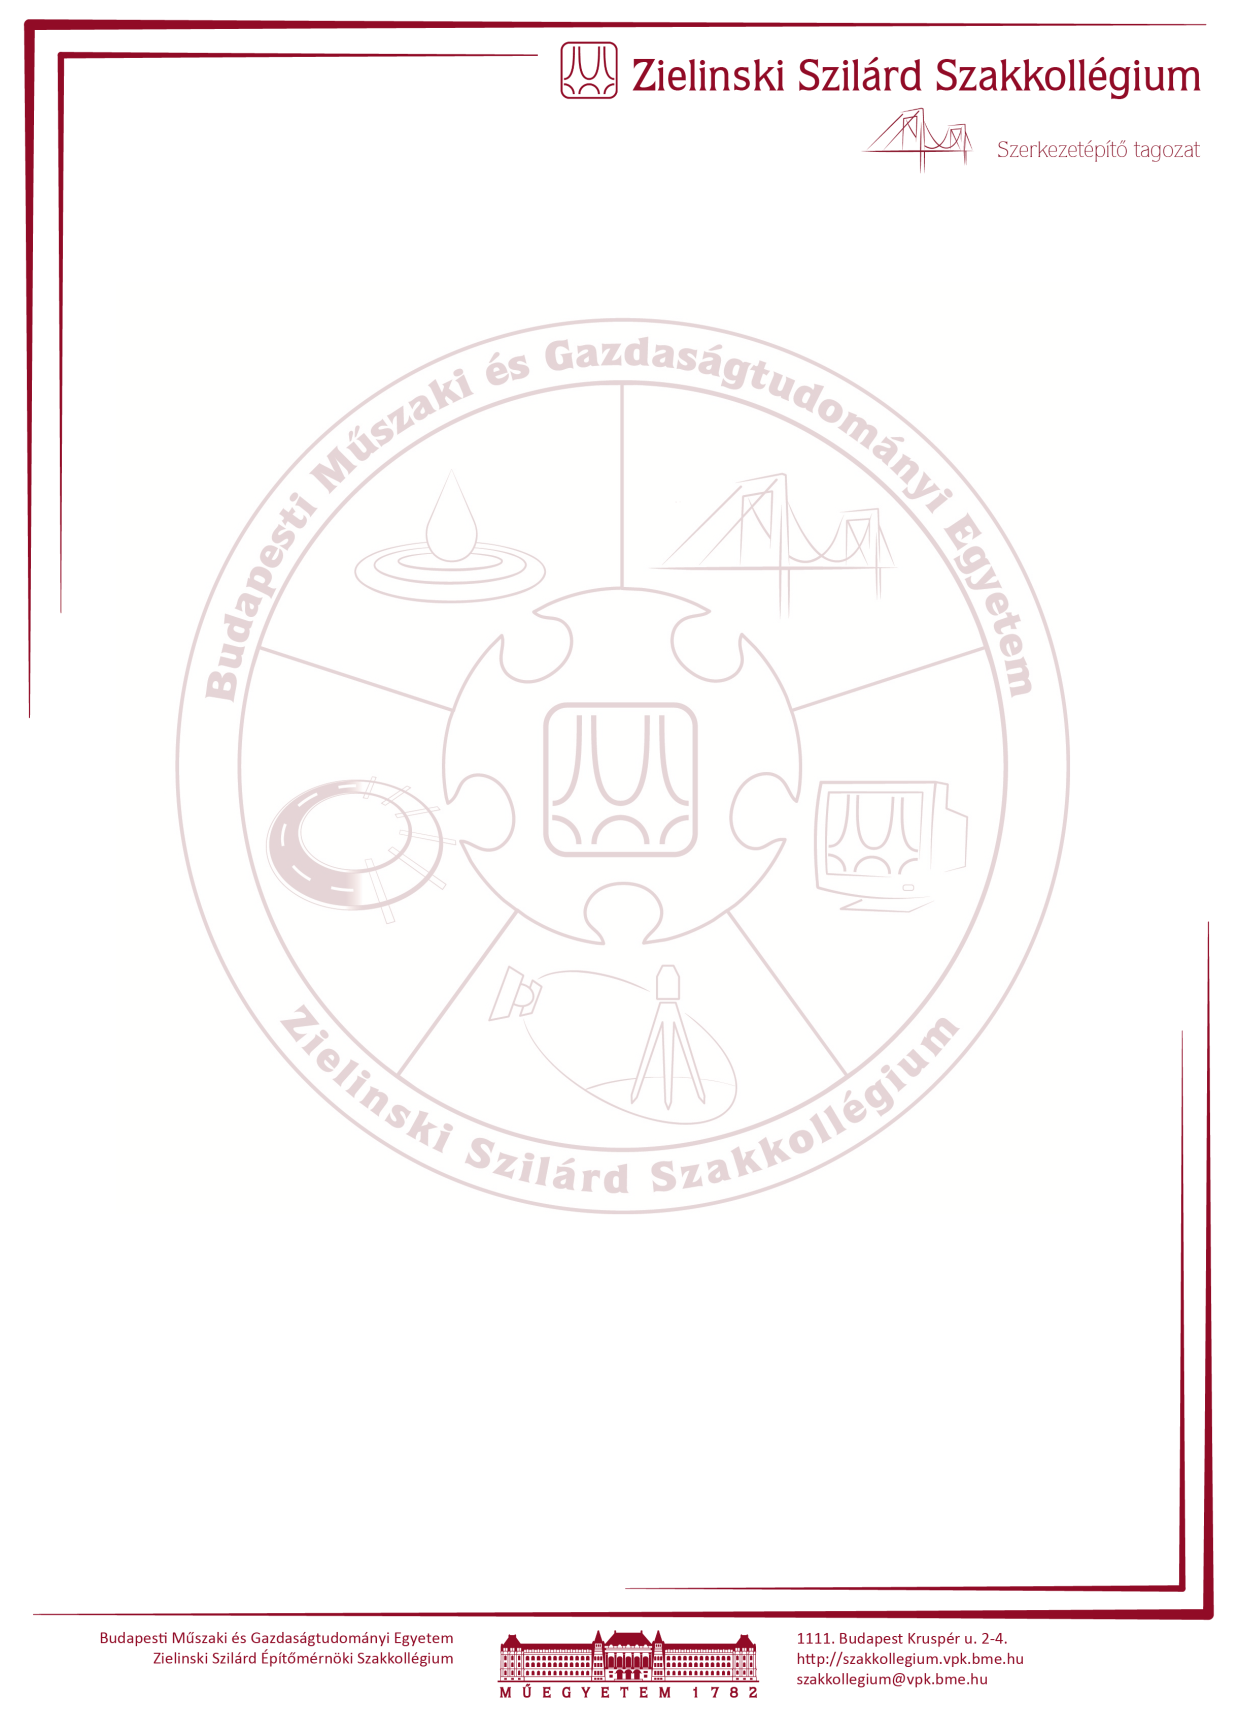 Zielinski Szilárd Szakkollégium
Szerkezetépítő tagozat
Budapesti Műszaki és Gazdaságtudományi Egyetem
Zielinski Szilárd Szakkollégium
Budapesti Műszaki és Gazdaságtudományi Egyetem
Zielinski Szilárd Építőmérnöki Szakkollégium
MŰEGYETEM 1782
1111. Budapest Kruspér u. 2-4.
http://szakkollegium.vpk.bme.hu
szakkollegium@vpk.bme.hu